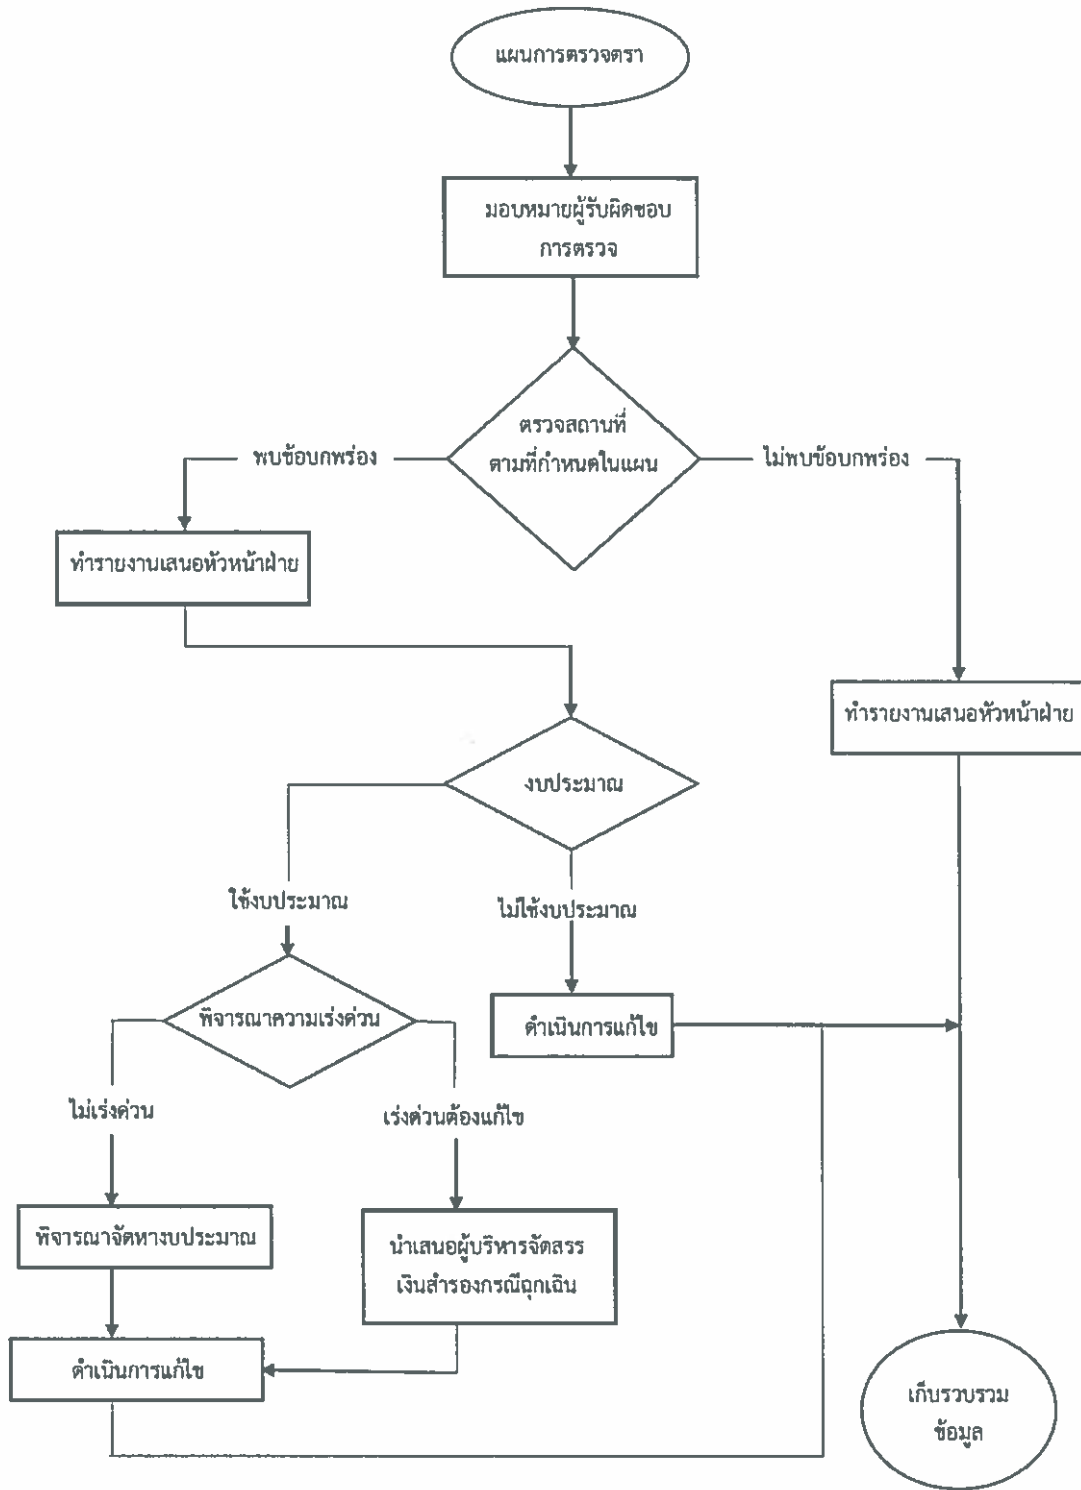 แผนการตรวจตรา
มอบหมายผู้รับผิดชอบ
การตรวจ
ตรวจสถานที่
ตามที่กำหนดในแผน
พบข้อบกพร่อง
ไม่พบข้อบกพร่อง
ทำรายงานเสนอหัวหน้าฝ่าย
ทำรายงานเสนอหัวหน้าฝ่าย
งบประมาณ
ใช้งบประมาณ
ไม่ใช้งบประมาณ
พิจารณาความเร่งด่วน
ดำเนินการแก้ไข
ไม่เร่งด่วน
เร่งด่วนต้องแก้ไข
พิจารณาจัดหางบประมาณ
นำเสนอผู้บริหารจัดสรร
เงินสำรองกรณีฉุกเฉิน
ดำเนินการแก้ไข
เก็บรวบรวม
ข้อมูล